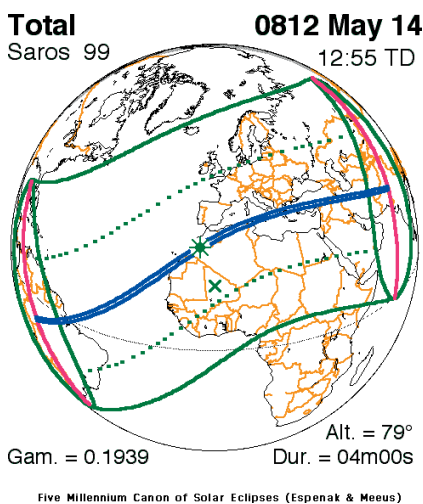 Total 0812 May 14
Saros 99 12:55 TD
Alt. = 79°
Gam. = 0.1939 Dur. = 04m00s
Five Millennium Canon of Solar Eclipses (Espenak & Meeus)